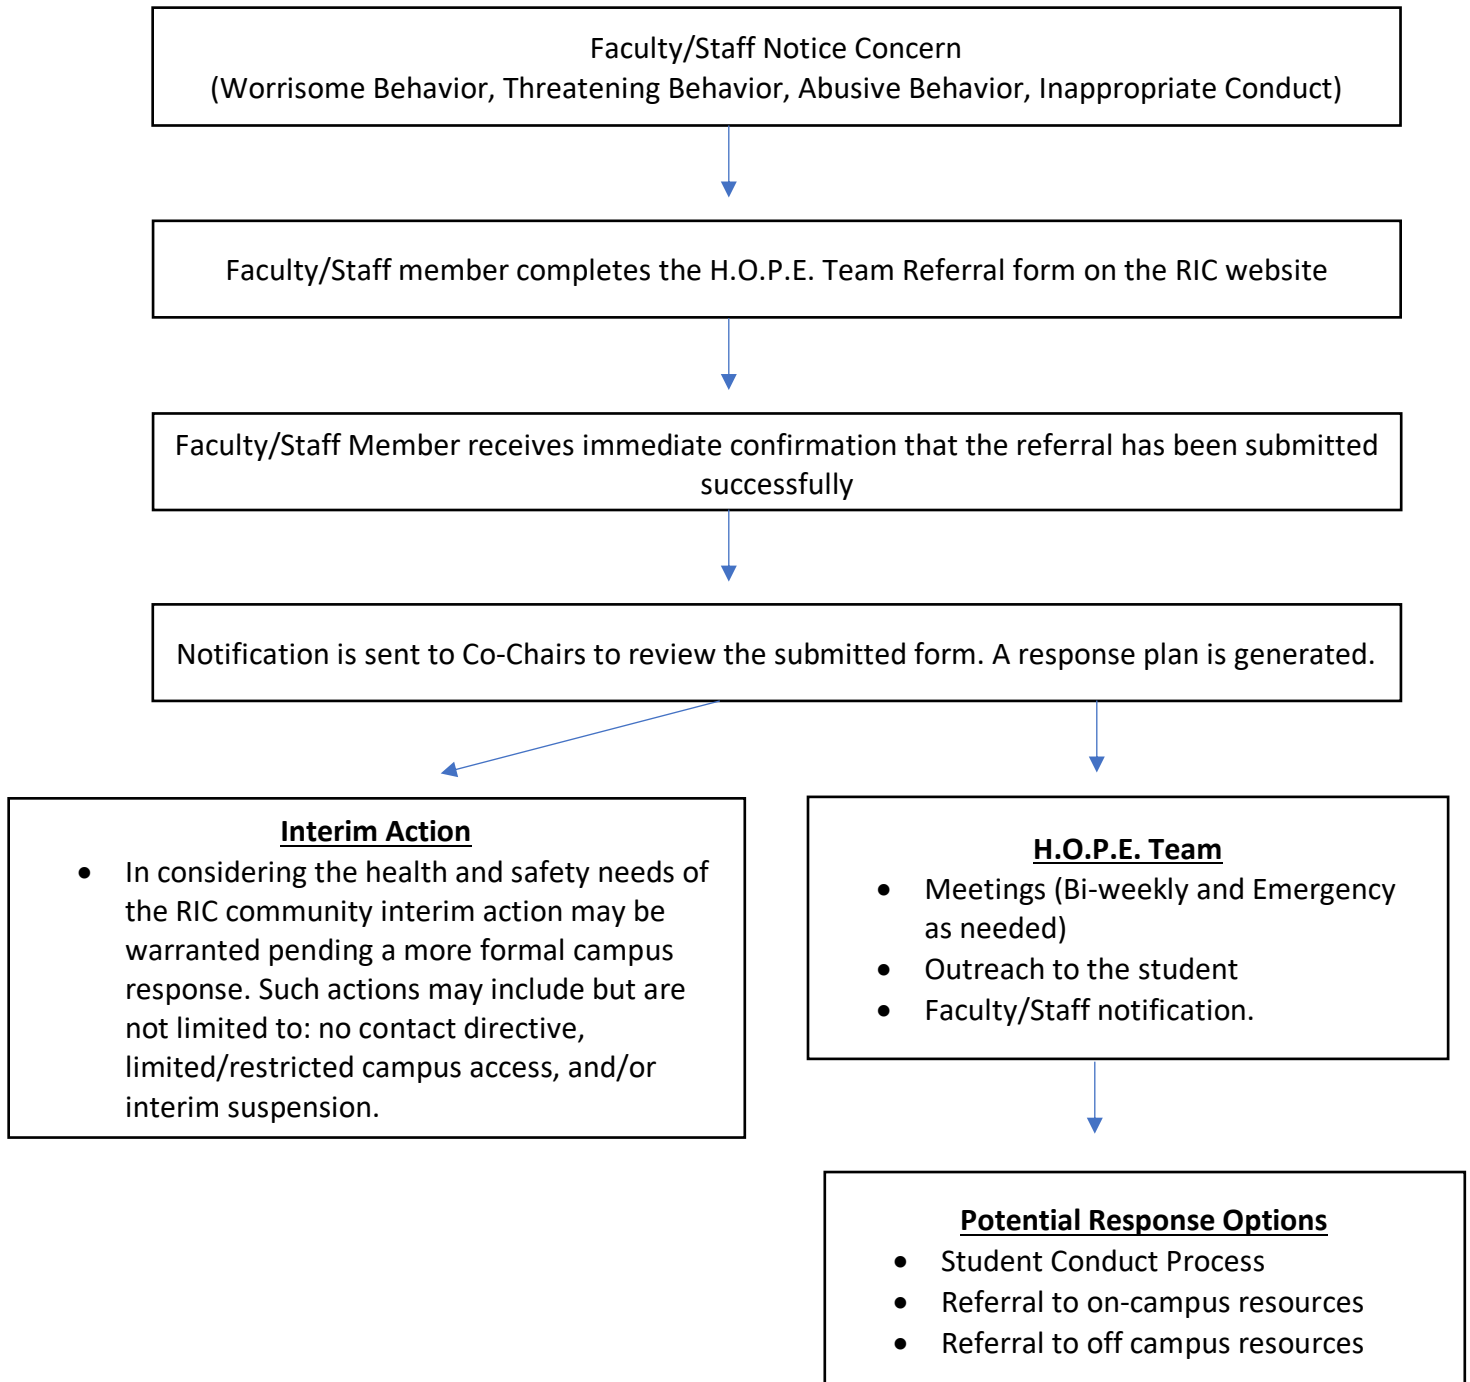 Faculty/Staff Notice Concern
(Worrisome Behavior, Threatening Behavior, Abusive Behavior, Inappropriate Conduct)
Faculty/Staff member completes the H.O.P.E. Team Referral form on the RIC website
Faculty/Staff Member receives immediate confirmation that the referral has been submitted
successfully
Notification is sent to Co-Chairs to review the submitted form. A response plan is generated.
Interim Action
• In considering the health and safety needs of
the RIC community interim action may be
warranted pending a more formal campus
response. Such actions may include but are
not limited to: no contact directive,
limited/restricted campus access, and/or
interim suspension.
H.O.P.E. Team
• Meetings (Bi-weekly and Emergency
as needed)
• Outreach to the student
• Faculty/Staff notification.
Potential Response Options
• Student Conduct Process
• Referral to on-campus resources
• Referral to off campus resources